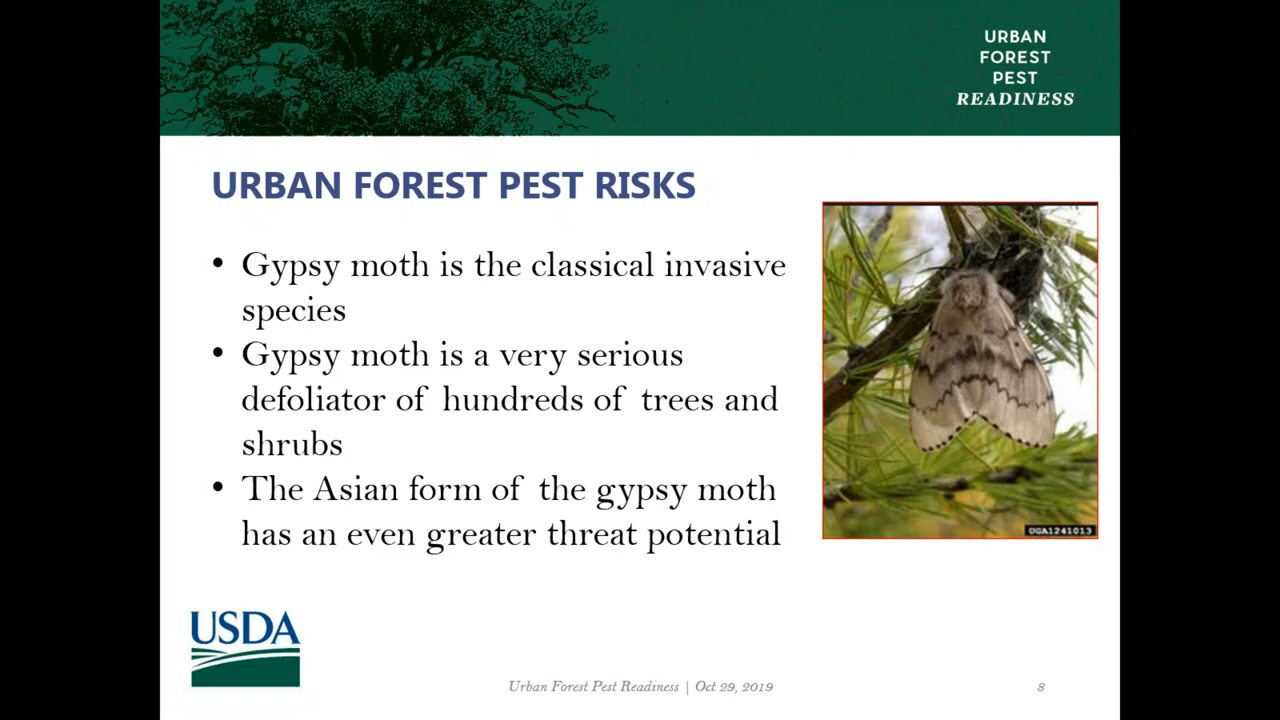 URBAN
FOREST
PEST
READINESS
URBAN FOREST PEST RISKS
• Gypsy moth is the classical invasive
species
• Gypsy moth is a very serious
defoliator of hundreds of trees and
shrubs
• The Asian form of the gypsy moth
has an even greater threat potential
UGA1241013
USDA
Urban Forest Pest Readiness | Oct 29, 2019
8